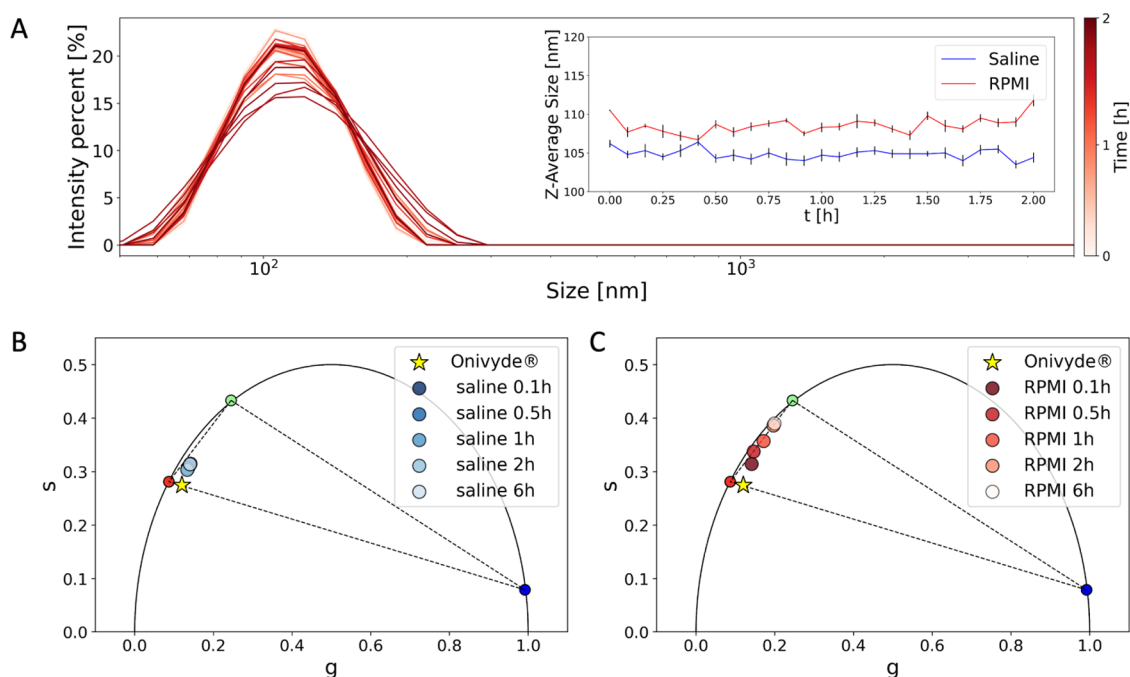 A
Intensity percent [%]
20
15
10
5
0
10²
10³
Size [nm]
Z-Average Size [nm]
120
115
110
105
100
0.00 0.25 0.50 0.75 1.00 1.25 1.50 1.75 2.00
t [h]
Saline
RPMI
2
1
0
Time [h]
B
s
0.5
0.4
0.3
0.2
0.1
0.0
0.0 0.2 0.4 0.6 0.8 1.0
g
Onivyde®
saline 0.1h
saline 0.5h
saline 1h
saline 2h
saline 6h
C
s
0.5
0.4
0.3
0.2
0.1
0.0
0.0 0.2 0.4 0.6 0.8 1.0
g
Onivyde®
RPMI 0.1h
RPMI 0.5h
RPMI 1h
RPMI 2h
RPMI 6h